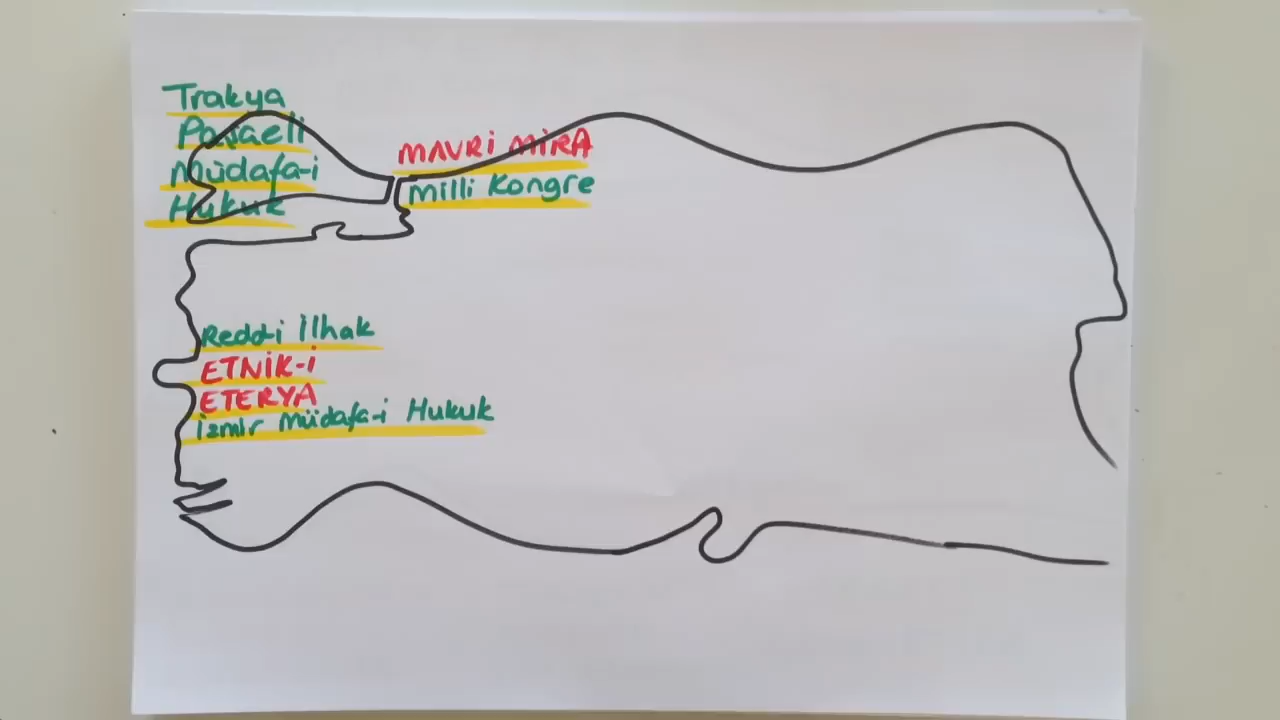 Trakya
Paşaeli
Müdafa-i
Hukuk
MAVRİ MİRA
Milli Kongre
Redd-i İlhak
ETNİK-İ
ETERYA
İzmir Müdafa-i Hukuk